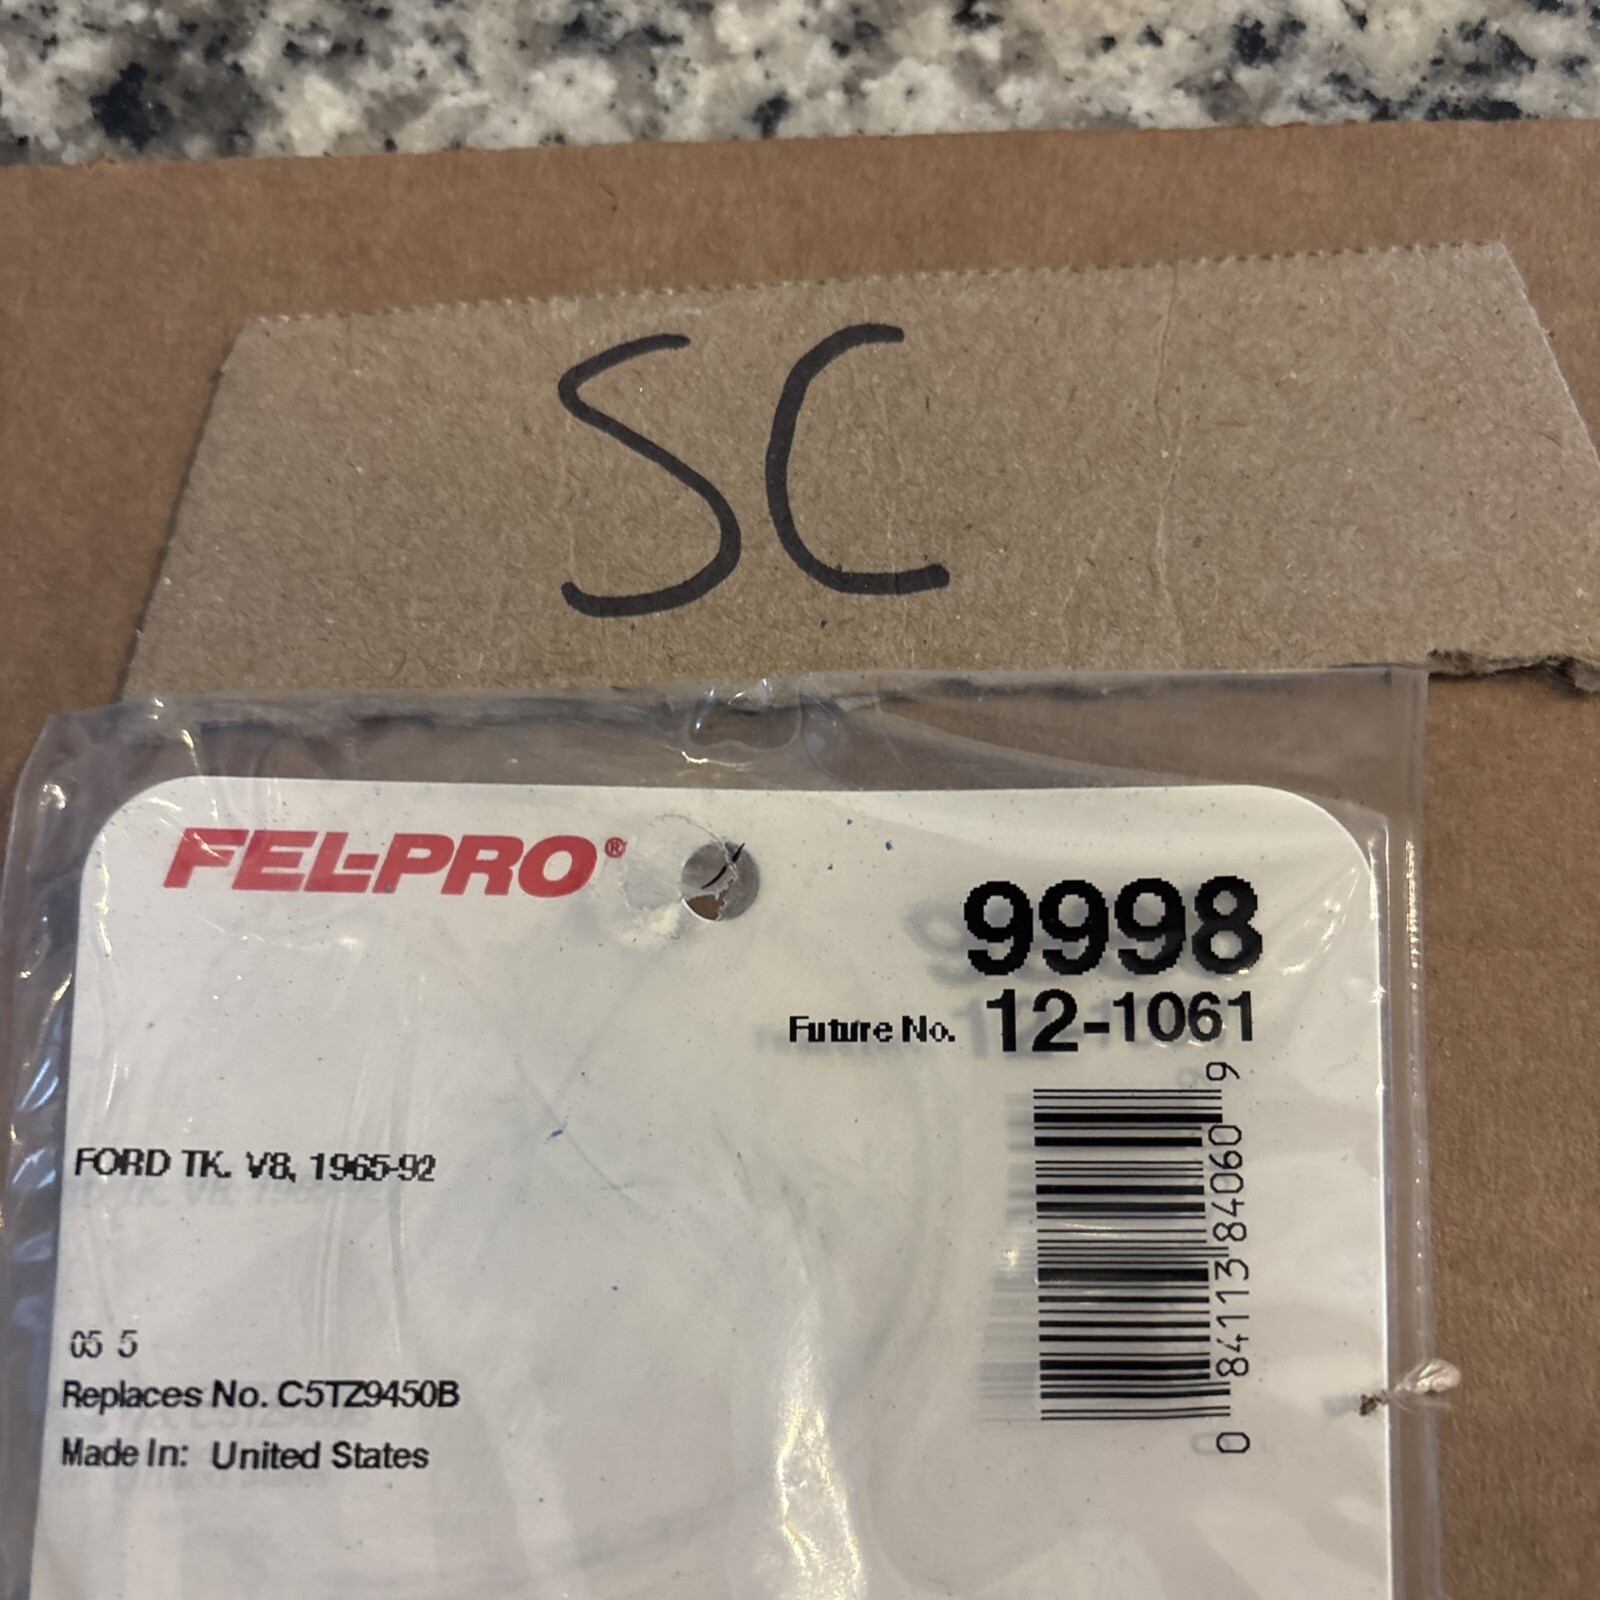 SC
FEL-PRO®
9998
Future No. 12-1061
FORD TK. V8, 1965-92
05 5
Replaces No. C5TZ9450B
Made In: United States
0 84113 84060 9